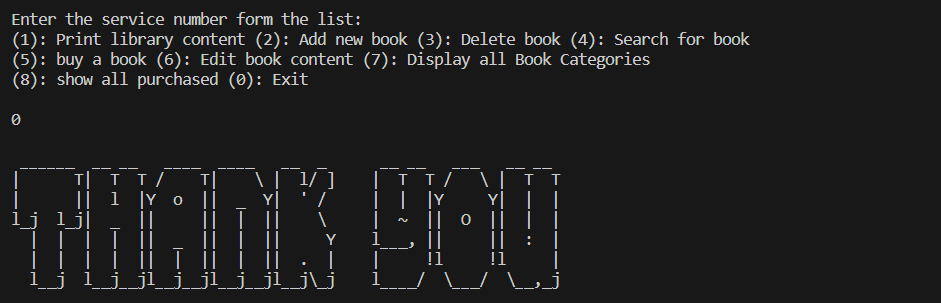 Enter the service number form the list:
(1): Print library content (2): Add new book (3): Delete book (4): Search for book
(5): buy a book (6): Edit book content (7): Display all Book Categories
(8): show all purchased (0): Exit
0
THANK YOU